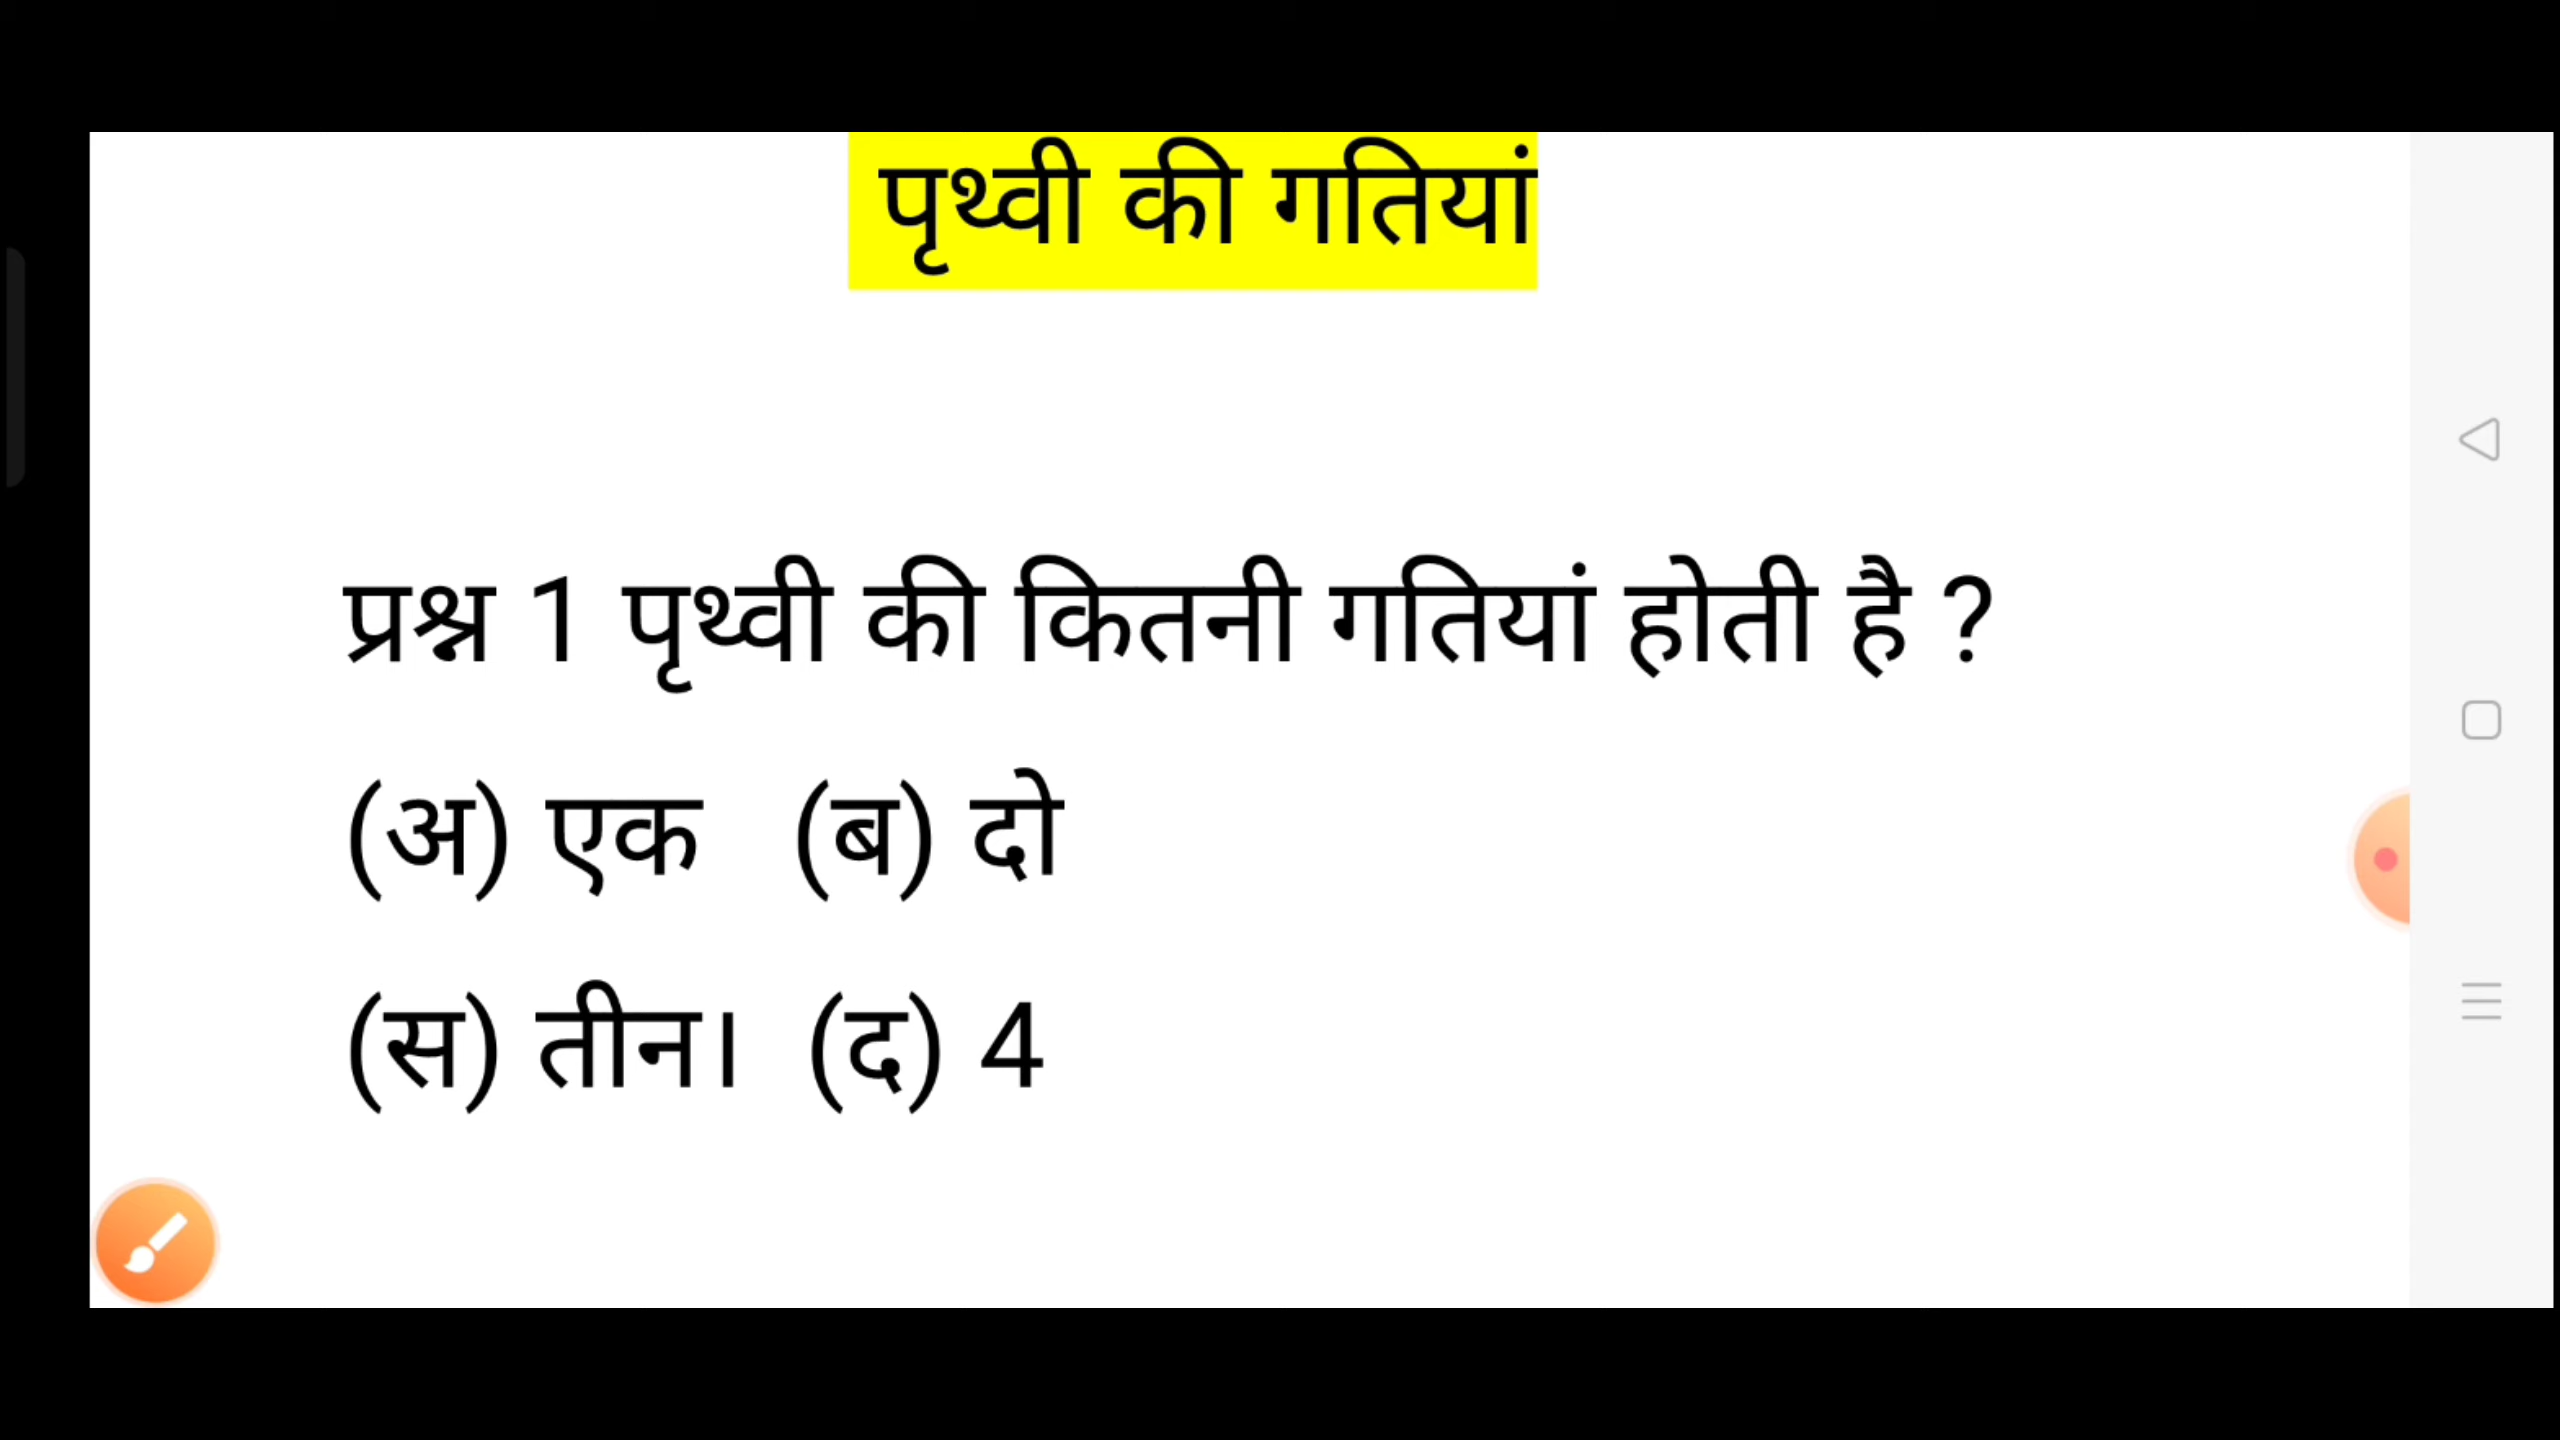 पृथ्वी की गतियां
प्रश्न 1 पृथ्वी की कितनी गतियां होती है ?
(अ) एक (ब) दो
(स) तीन। (द) 4